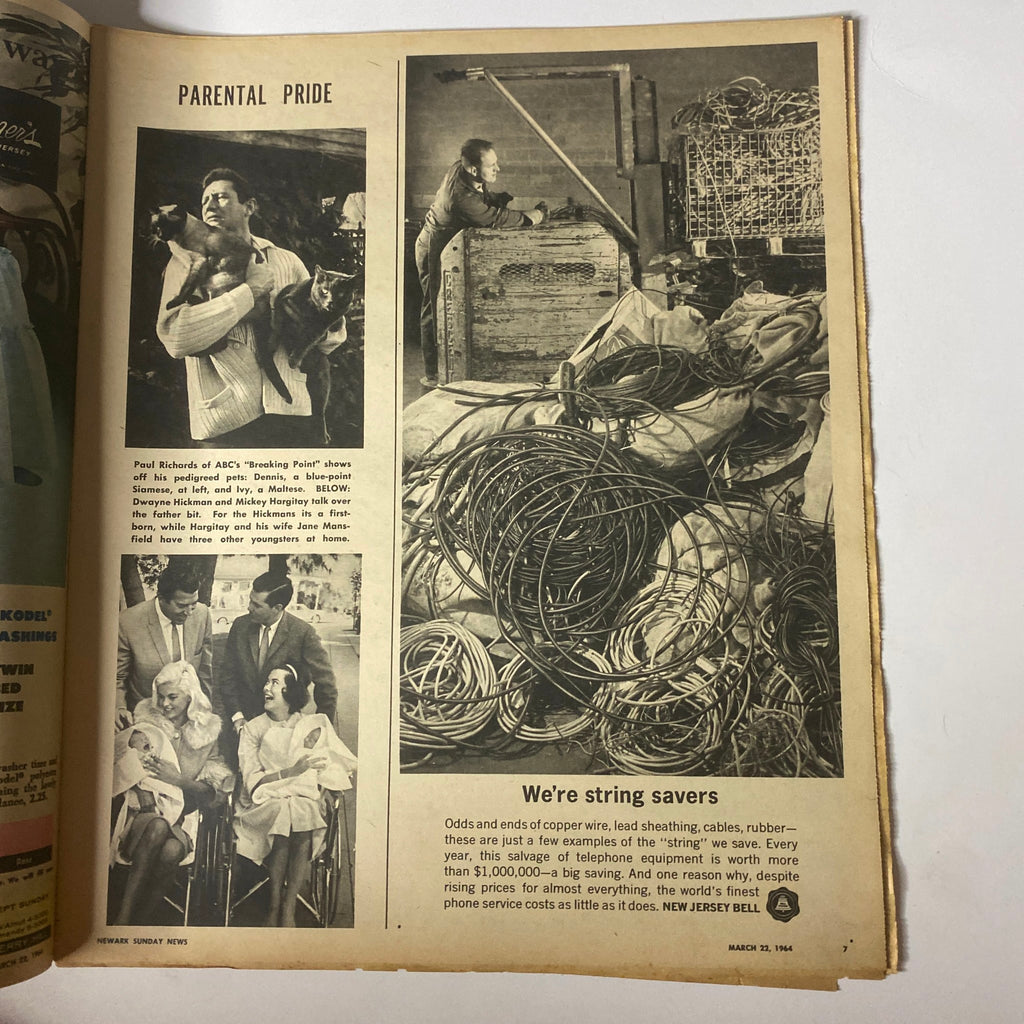 PARENTAL PRIDE
Paul Richards of ABC's "Breaking Point" shows
off his pedigreed pets: Dennis, a blue-point
Siamese, at left, and Ivy, a Maltese. BELOW:
Dwayne Hickman and Mickey Hargitay talk over
the father bit. For the Hickmans its a first-
born, while Hargitay and his wife Jane Mans-
field have three other youngsters at home.
We're string savers
Odds and ends of copper wire, lead sheathing, cables, rubber—
these are just a few examples of the "string" we save. Every
year, this salvage of telephone equipment is worth more
than $1,000,000—a big saving. And one reason why, despite
rising prices for almost everything, the world's finest
phone service costs as little as it does. NEW JERSEY BELL
NEWARK SUNDAY NEWS
MARCH 22, 1964
7
KODEL®